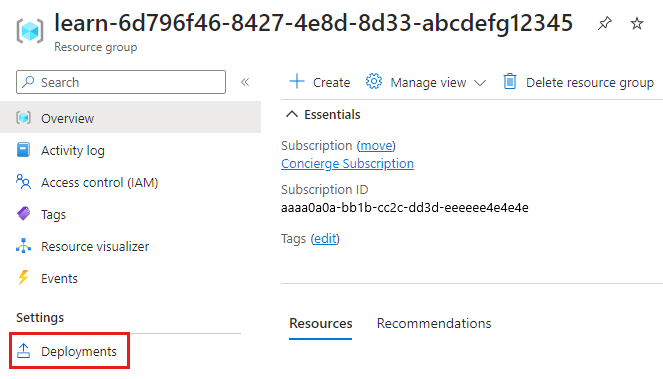 learn-6d796f46-8427-4e8d-8d33-abcdefg12345
Resource group
Search
Overview
Activity log
Access control (IAM)
Tags
Resource visualizer
Events
Settings
Deployments
Create
Manage view
Delete resource group
Essentials
Subscription (move)
Concierge Subscription
Subscription ID
aaaa0a0a-bb1b-cc2c-dd3d-eeeeee4e4e4e
Tags (edit)
Resources Recommendations